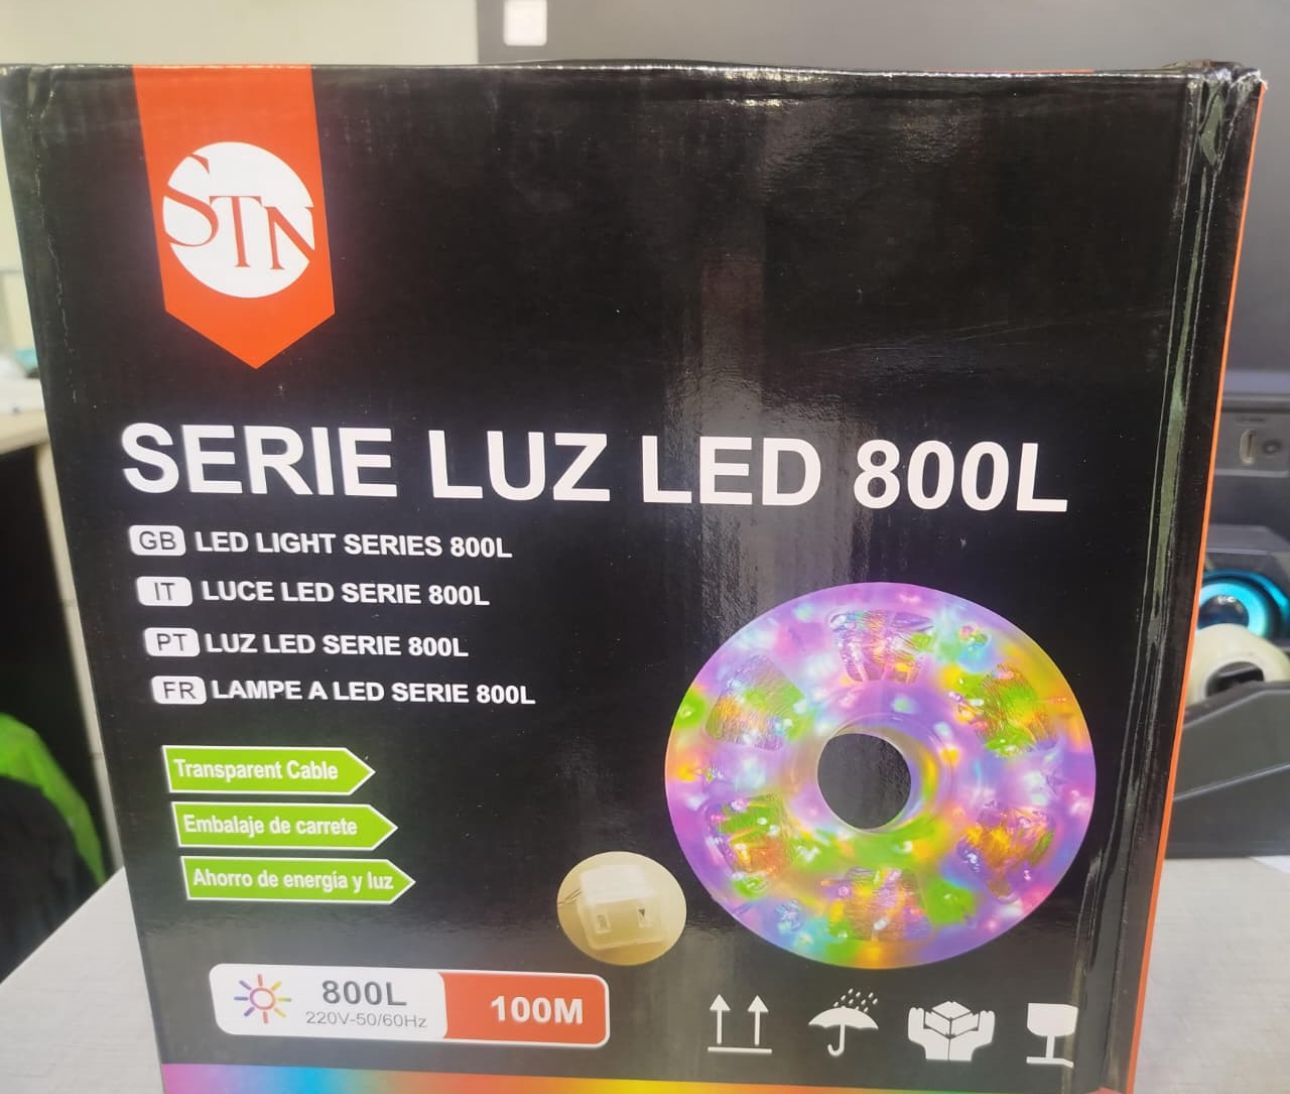 STN
SERIE LUZ LED 800L
GB LED LIGHT SERIES 800L
IT LUCE LED SERIE 800L
PT LUZ LED SERIE 800L
FR LAMPE A LED SERIE 800L
Transparent Cable
Embalaje de carrete
Ahorro de energía y luz
800L
220V-50/60Hz
100M